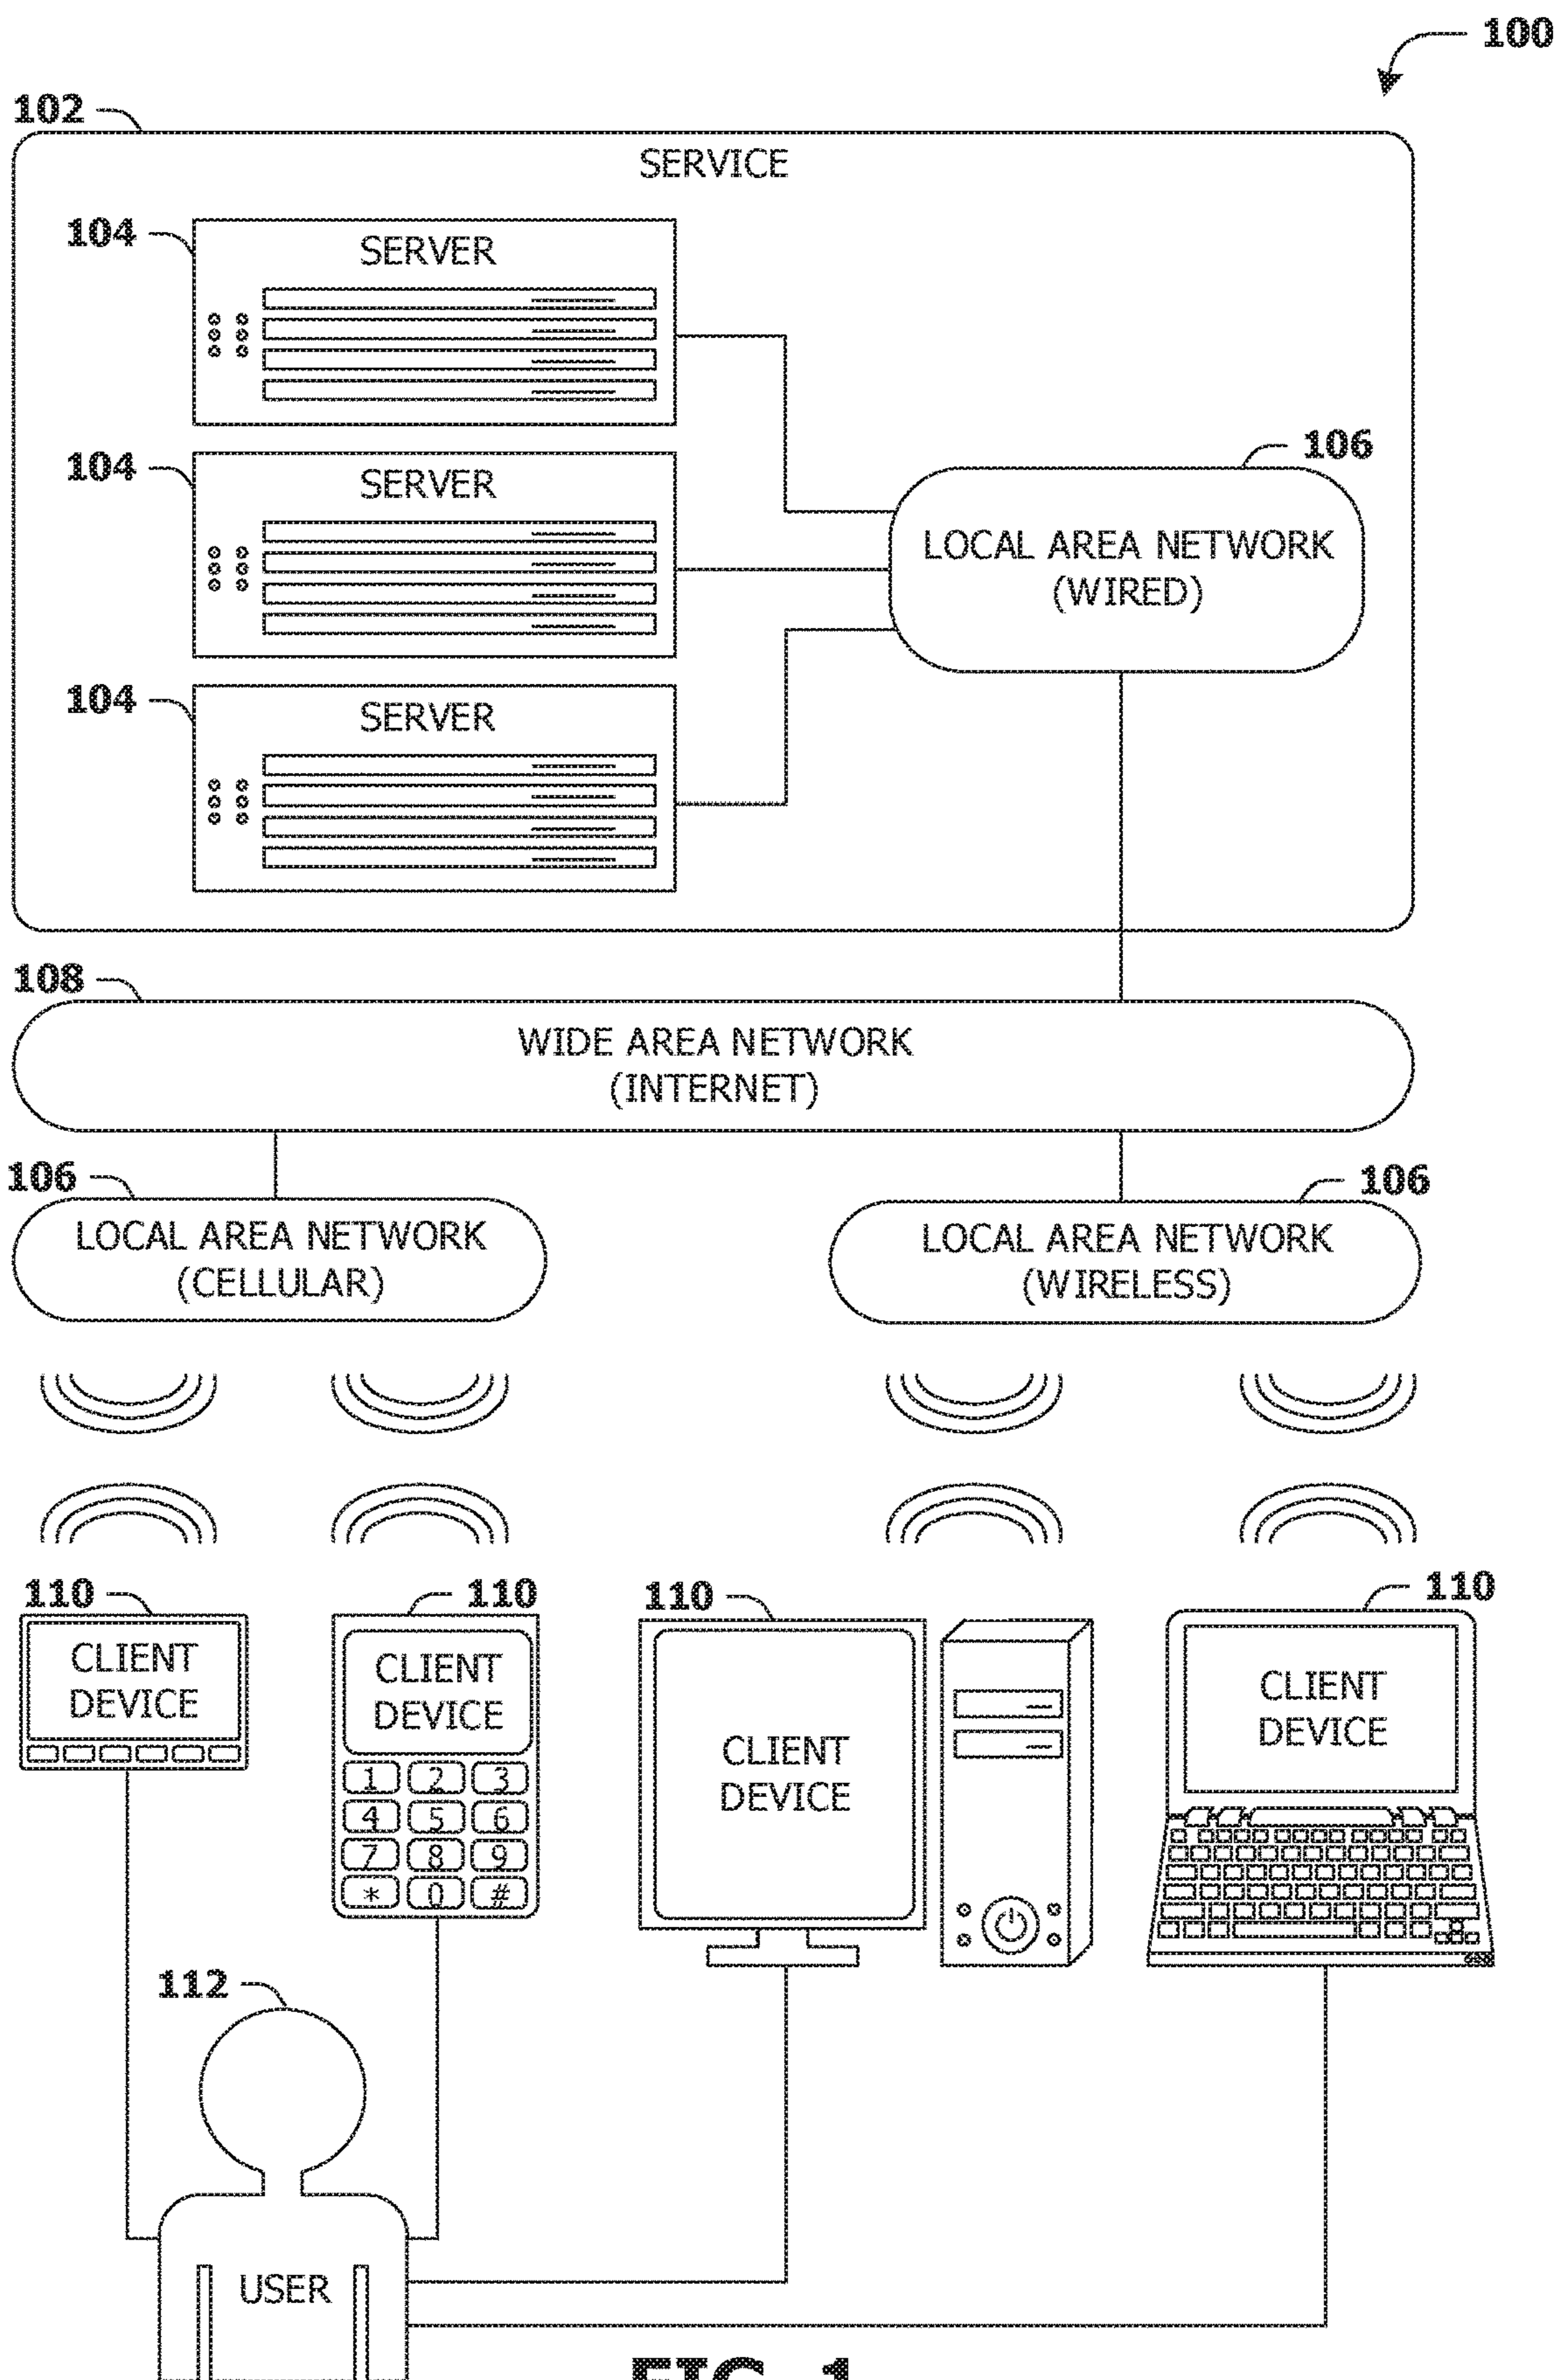 100
102
SERVICE
104
SERVER
104
SERVER
106
LOCAL AREA NETWORK
(WIRED)
104
SERVER
108
WIDE AREA NETWORK
(INTERNET)
106
LOCAL AREA NETWORK
(CELLULAR)
106
LOCAL AREA NETWORK
(WIRELESS)
110
CLIENT
DEVICE
110
CLIENT
DEVICE
1 2 3
4 5 6
7 8 9
* 0 #
110
CLIENT
DEVICE
110
CLIENT
DEVICE
112
USER
FIG. 1